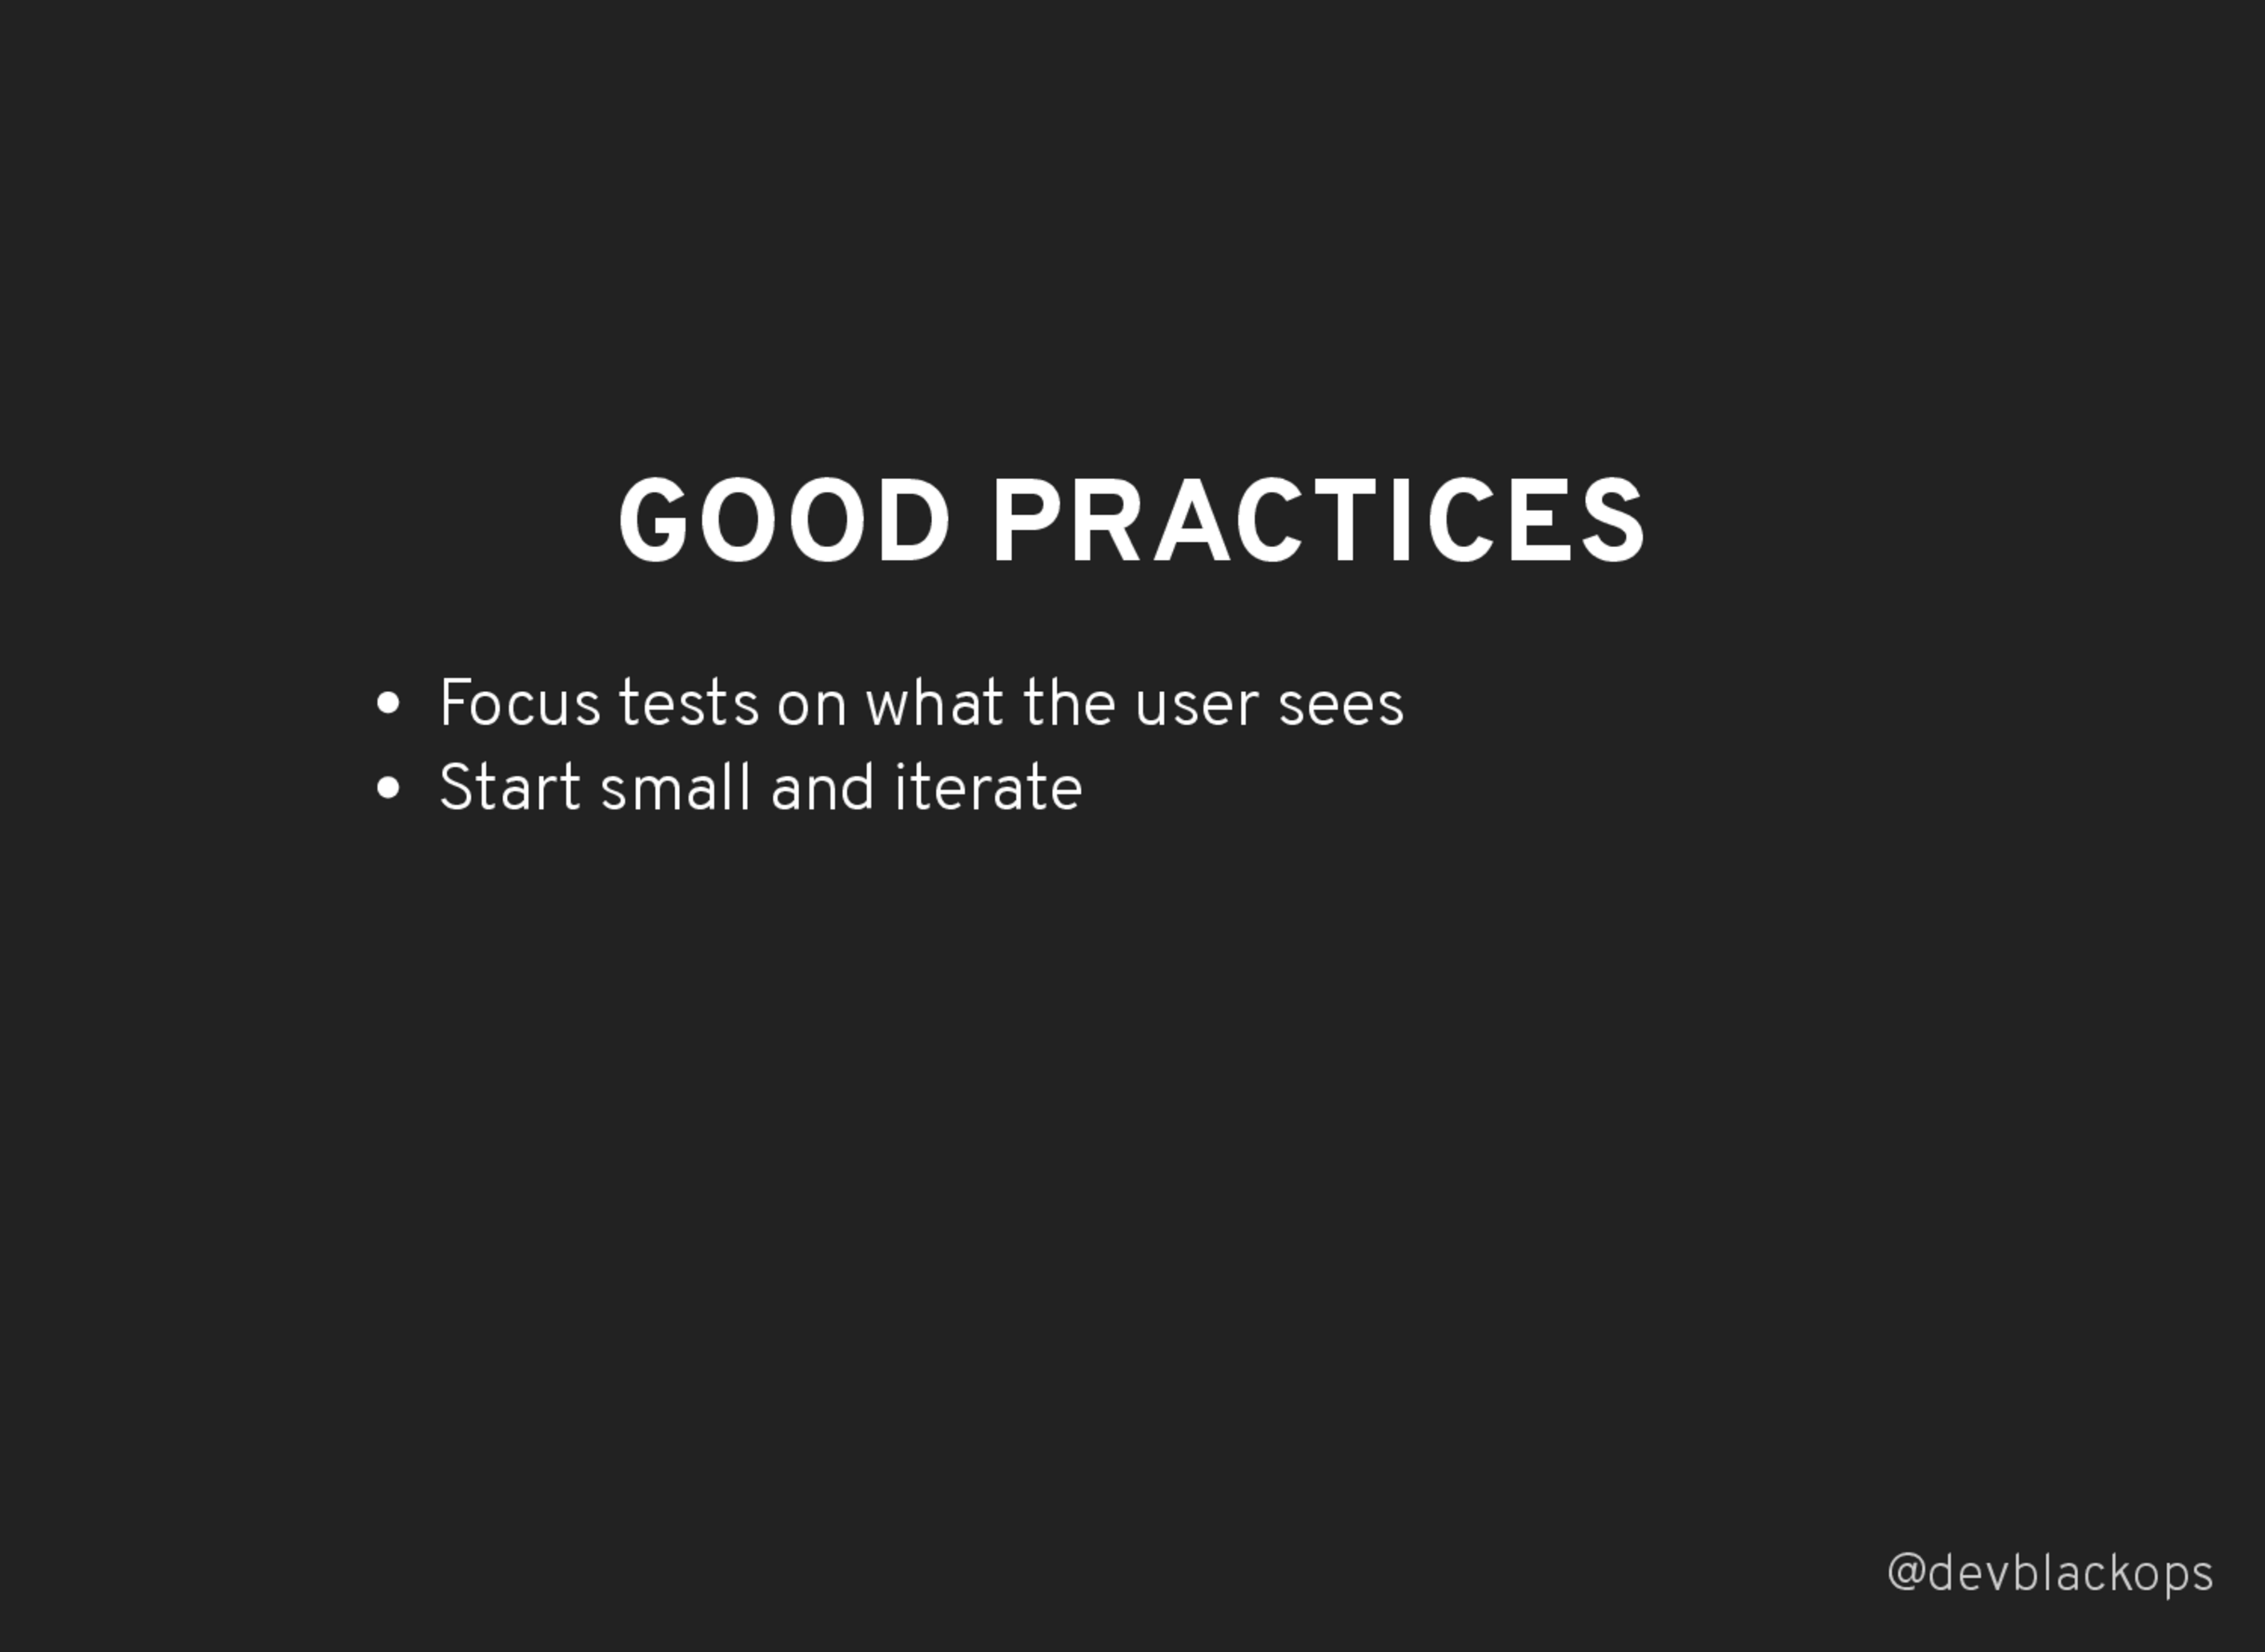 GOOD PRACTICES
• Focus tests on what the user sees
• Start small and iterate
@devblackops